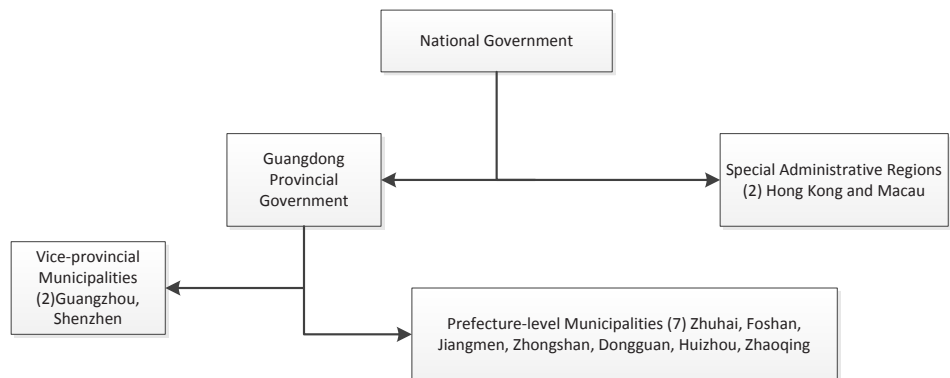 National Government
Guangdong
Provincial
Government
Special Administrative Regions
(2) Hong Kong and Macau
Vice-provincial
Municipalities
(2)Guangzhou,
Shenzhen
Prefecture-level Municipalities (7) Zhuhai, Foshan,
Jiangmen, Zhongshan, Dongguan, Huizhou, Zhaoqing